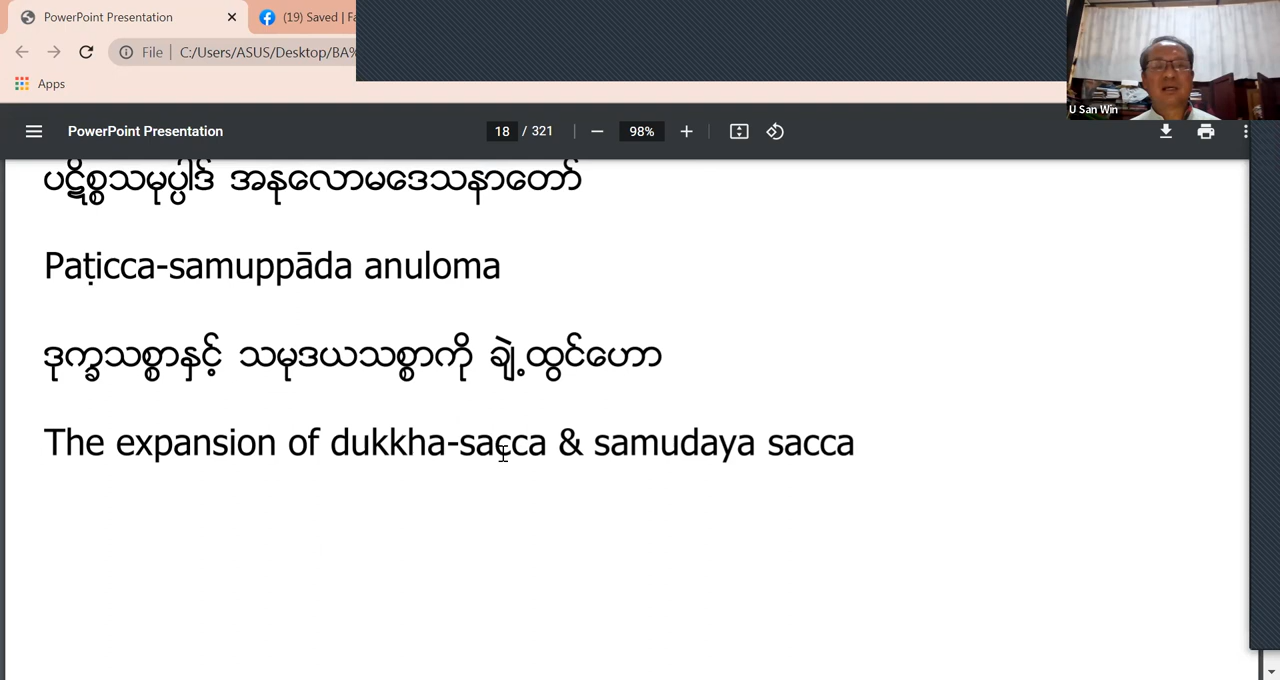 PowerPoint Presentation
(19) Saved | Fa
File | C:/Users/ASUS/Desktop/BA%
Apps
U San Win
PowerPoint Presentation
18 / 321
98%
ပဋိစ္စသမုပ္ပါဒ် အနုလောမဒေသနာတော်
Paṭicca-samuppāda anuloma
ဒုက္ခသစ္စာနှင့် သမုဒယသစ္စာကို ချဲ့ထွင်ဟော
The expansion of dukkha-sacca & samudaya sacca